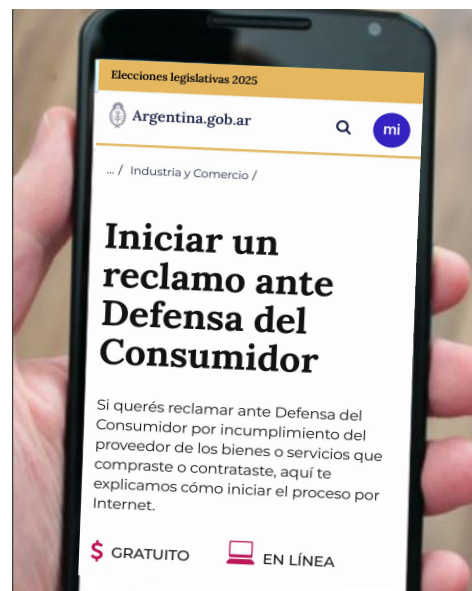 Elecciones legislativas 2025
Argentina.gob.ar
mi
... / Industria y Comercio /
Iniciar un
reclamo ante
Defensa del
Consumidor
Si querés reclamar ante Defensa del
Consumidor por incumplimiento del
proveedor de los bienes o servicios que
compraste o contrataste, aquí te
explicamos cómo iniciar el proceso por
Internet.
$ GRATUITO
EN LÍNEA